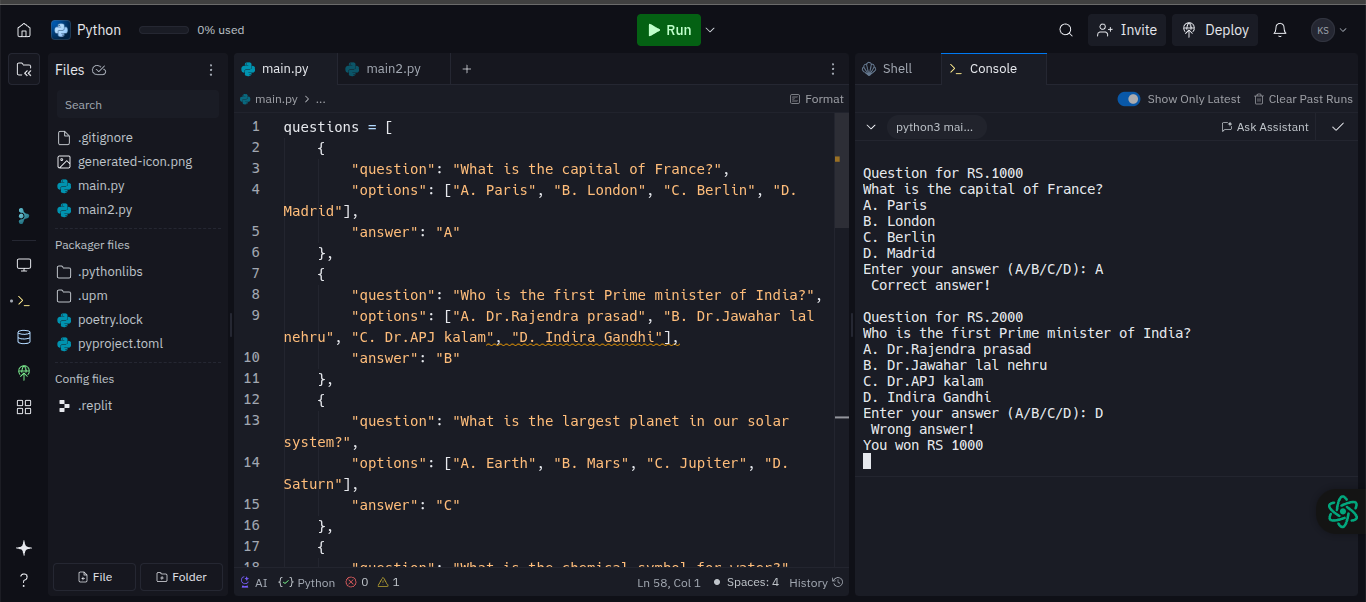 Python
0% used
Run
Invite
Deploy
KS
Files
Search
.gitignore
generated-icon.png
main.py
main2.py
Packager files
.pythonlibs
.upm
poetry.lock
pyproject.toml
Config files
.replit
File
Folder
main.py
main2.py
main.py > ...
Format
1 questions = [
2 {
3 "question": "What is the capital of France?",
4 "options": ["A. Paris", "B. London", "C. Berlin", "D.
Madrid"],
5 "answer": "A"
6 },
7 {
8 "question": "Who is the first Prime minister of India?",
9 "options": ["A. Dr.Rajendra prasad", "B. Dr.Jawahar lal
nehru", "C. Dr.APJ kalam", "D. Indira Gandhi"],
10 "answer": "B"
11 },
12 {
13 "question": "What is the largest planet in our solar
system?",
14 "options": ["A. Earth", "B. Mars", "C. Jupiter", "D.
Saturn"],
15 "answer": "C"
16 },
17 {
18 "question": "What is the chemical symbol for water?"
AI
Python
0
1
Ln 58, Col 1
Spaces: 4
History
Shell
Console
Show Only Latest
Clear Past Runs
python3 mai...
Ask Assistant
Question for RS.1000
What is the capital of France?
A. Paris
B. London
C. Berlin
D. Madrid
Enter your answer (A/B/C/D): A
Correct answer!
Question for RS.2000
Who is the first Prime minister of India?
A. Dr.Rajendra prasad
B. Dr.Jawahar lal nehru
C. Dr.APJ kalam
D. Indira Gandhi
Enter your answer (A/B/C/D): D
Wrong answer!
You won RS 1000